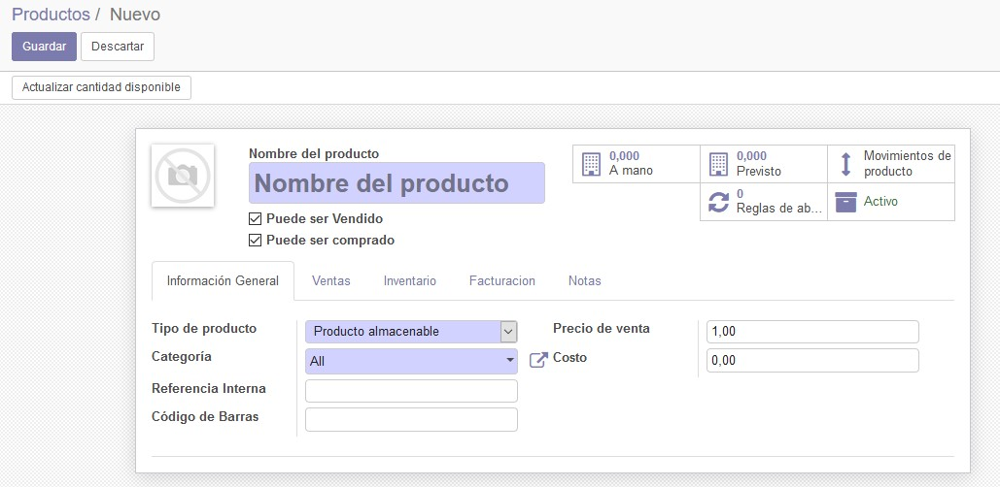 Productos / Nuevo
Guardar Descartar
Actualizar cantidad disponible
Nombre del producto
Nombre del producto
Puede ser Vendido
Puede ser comprado
0,000
A mano
0,000
Previsto
Movimientos de
producto
0
Reglas de ab...
Activo
Información General Ventas Inventario Facturacion Notas
Tipo de producto Producto almacenable
Categoría All
Referencia Interna
Código de Barras
Precio de venta 1,00
Costo 0,00